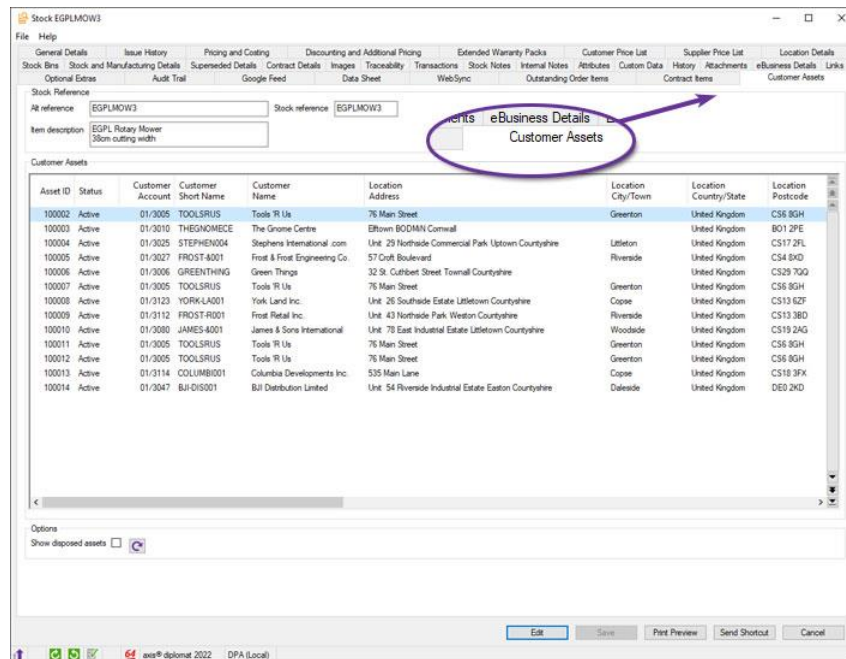 Stock EGPLMOW3
File Help
General Details Issue History Pricing and Costing Discounting and Additional Pricing Extended Warranty Packs Customer Price List Supplier Price List Location Details
Stock Bins Stock and Manufacturing Details Superseded Details Contract Details Images Traceability Transactions Stock Notes Internal Notes Attributes Custom Data History Attachments eBusiness Details Links
Optional Extras Audit Trail Google Feed Data Sheet WebSync Outstanding Order Items Contract Items Customer Assets
Stock Reference
Alt reference EGPLMOW3 Stock reference EGPLMOW3
eBusiness Details
Customer Assets
Item description EGPL Rotary Mower
38cm cutting width
Customer Assets
Asset ID Status Customer Account Customer Short Name Customer Name Location Address Location City/Town Location Country/State Location Postcode
100002 Active 01/3005 TOOLSRUS Tools 'R Us 76 Main Street Greenton United Kingdom CS6 8GH
100003 Active 01/3010 THEGNOMECE The Gnome Centre Elftown BODMiN Cornwall United Kingdom BO1 2PE
100004 Active 01/3025 STEPHEN004 Stephens International .com Unit 29 Northside Commercial Park Uptown Countyshire Littleton United Kingdom CS17 2FL
100005 Active 01/3027 FROST-&001 Frost & Frost Engineering Co. 57 Croft Boulevard Riverside United Kingdom CS4 8XD
100006 Active 01/3006 GREENTHING Green Things 32 St. Cuthbert Street Townall Countyshire United Kingdom CS29 7QQ
100007 Active 01/3005 TOOLSRUS Tools 'R Us 76 Main Street Greenton United Kingdom CS6 8GH
100008 Active 01/3123 YORK-LA001 York Land Inc. Unit 26 Southside Estate Littletown Countyshire Copse United Kingdom CS13 6ZF
100009 Active 01/3112 FROST-R001 Frost Retail Inc. Unit 43 Northside Park Weston Countyshire Riverside United Kingdom CS13 3BD
100010 Active 01/3080 JAMES-&001 James & Sons International Unit 78 East Industrial Estate Littletown Countyshire Woodside United Kingdom CS19 2AG
100011 Active 01/3005 TOOLSRUS Tools 'R Us 76 Main Street Greenton United Kingdom CS6 8GH
100012 Active 01/3005 TOOLSRUS Tools 'R Us 76 Main Street Greenton United Kingdom CS6 8GH
100013 Active 01/3114 COLUMBI001 Columbia Developments Inc. 535 Main Lane Copse United Kingdom CS18 3FX
100014 Active 01/3047 BJI-DIS001 BJI Distribution Limited Unit 54 Riverside Industrial Estate Easton Countyshire Daleside United Kingdom DE0 2KD
Options
Show disposed assets
Edit Save Print Preview Send Shortcut Cancel
64 axis® diplomat 2022 DPA (Local)